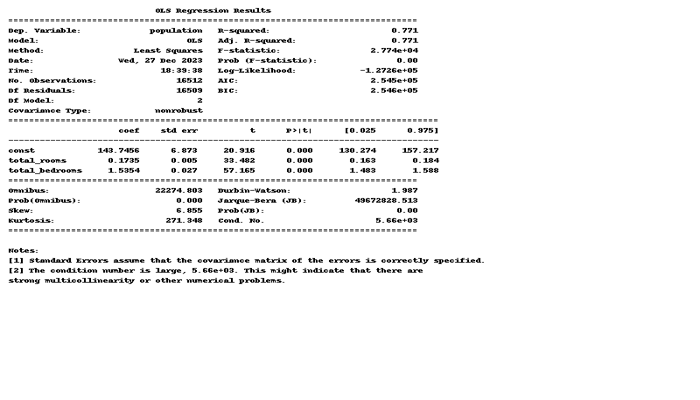 OLS Regression Results
==============================================================================
Dep. Variable: population R-squared: 0.771
Model: OLS Adj. R-squared: 0.771
Method: Least Squares F-statistic: 2.774e+04
Date: Wed, 27 Dec 2023 Prob (F-statistic): 0.00
Time: 18:39:38 Log-Likelihood: -1.2726e+05
No. Observations: 16512 AIC: 2.545e+05
Df Residuals: 16509 BIC: 2.546e+05
Df Model: 2
Covariance Type: nonrobust
==================================================================================
coef std err t P>|t| [0.025 0.975]
----------------------------------------------------------------------------------
const 143.7456 6.873 20.916 0.000 130.274 157.217
total_rooms 0.1735 0.005 33.482 0.000 0.163 0.184
total_bedrooms 1.5354 0.027 57.165 0.000 1.483 1.588
==============================================================================
Omnibus: 22274.803 Durbin-Watson: 1.987
Prob(Omnibus): 0.000 Jarque-Bera (JB): 49672828.513
Skew: 6.855 Prob(JB): 0.00
Kurtosis: 271.348 Cond. No. 5.66e+03
==============================================================================
Notes:
[1] Standard Errors assume that the covariance matrix of the errors is correctly specified.
[2] The condition number is large, 5.66e+03. This might indicate that there are
strong multicollinearity or other numerical problems.